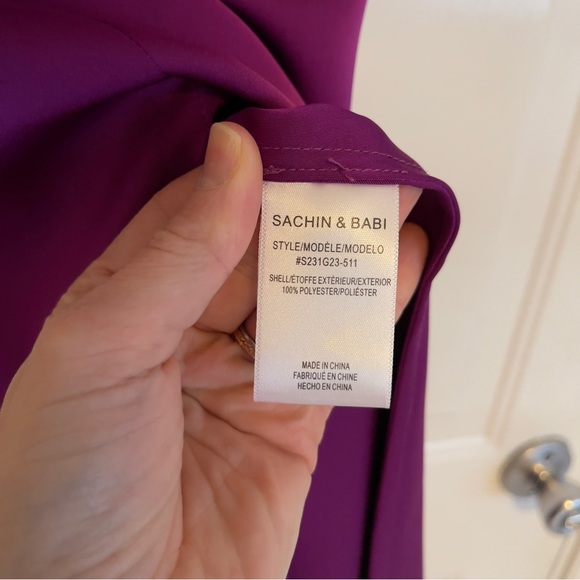 SACHIN & BABI
STYLE/MODÈLE/MODELO
#S231G23-511
SHELL/ÉTOFFE EXTÉRIEUR/EXTERIOR
100% POLYESTER/POLIÉSTER
MADE IN CHINA
FABRIQUÉ EN CHINE
HECHO EN CHINA